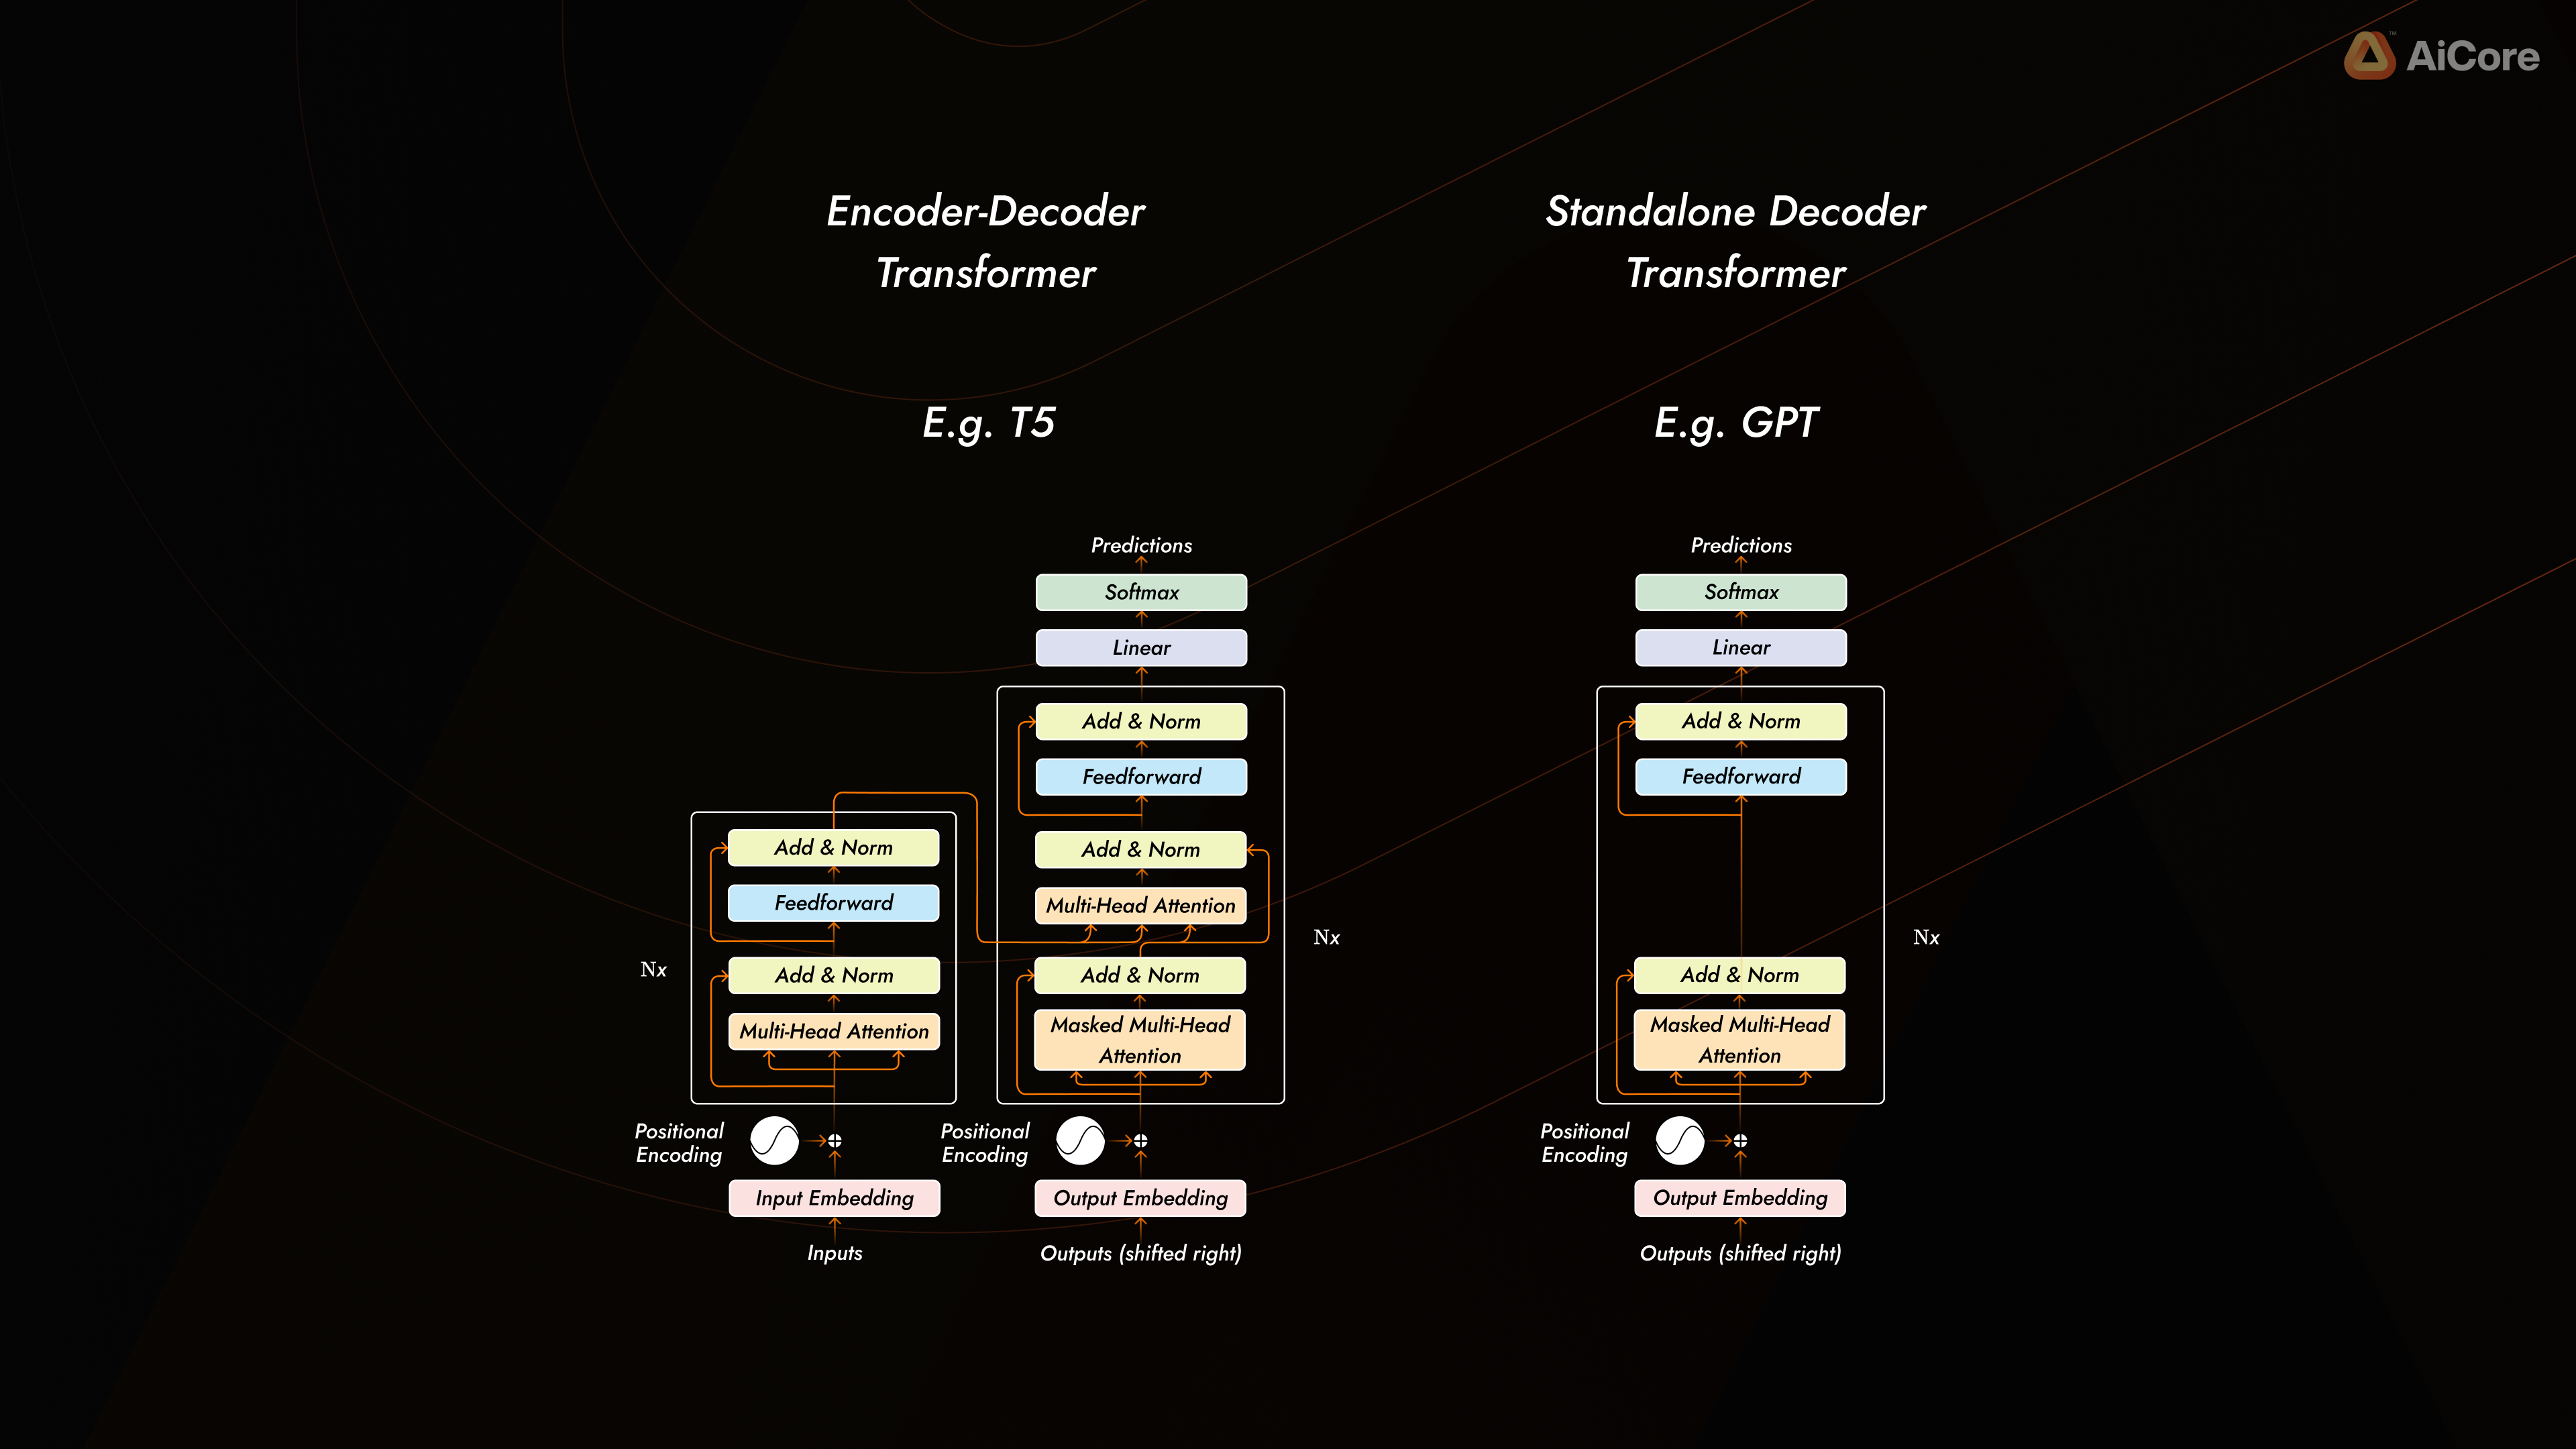 AiCore
TM
Encoder-Decoder
Transformer
E.g. T5
Predictions
Softmax
Linear
Add & Norm
Feedforward
Add & Norm
Multi-Head Attention
Add & Norm
Masked Multi-Head
Attention
Nx
Add & Norm
Feedforward
Add & Norm
Multi-Head Attention
Nx
Positional
Encoding
Input Embedding
Inputs
Positional
Encoding
Output Embedding
Outputs (shifted right)
Standalone Decoder
Transformer
E.g. GPT
Predictions
Softmax
Linear
Add & Norm
Feedforward
Add & Norm
Masked Multi-Head
Attention
Nx
Positional
Encoding
Output Embedding
Outputs (shifted right)